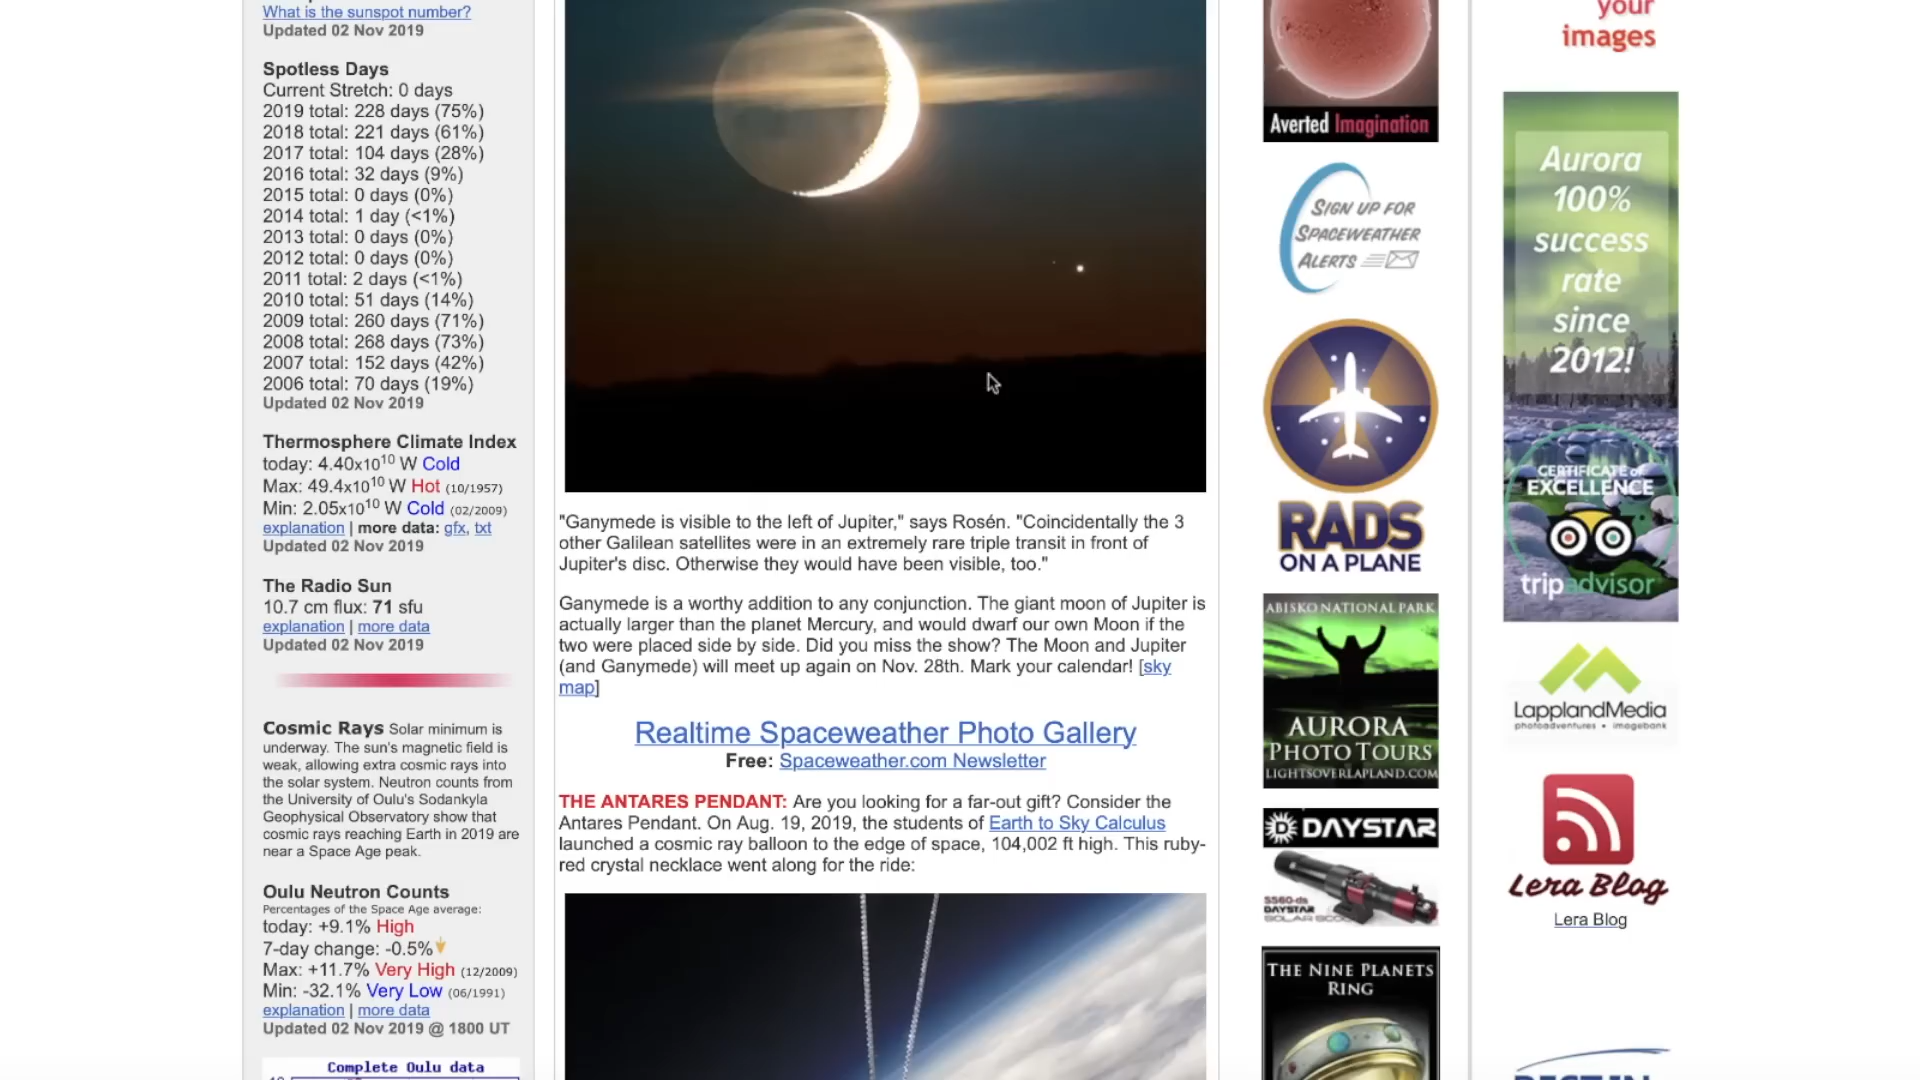 What is the sunspot number?
Updated 02 Nov 2019
Spotless Days
Current Stretch: 0 days
2019 total: 228 days (75%)
2018 total: 221 days (61%)
2017 total: 104 days (28%)
2016 total: 32 days (9%)
2015 total: 0 days (0%)
2014 total: 1 day (<1%)
2013 total: 0 days (0%)
2012 total: 0 days (0%)
2011 total: 2 days (<1%)
2010 total: 51 days (14%)
2009 total: 260 days (71%)
2008 total: 268 days (73%)
2007 total: 152 days (42%)
2006 total: 70 days (19%)
Updated 02 Nov 2019
Thermosphere Climate Index
today: 4.40x10¹⁰ W Cold
Max: 49.4x10¹⁰ W Hot (10/1957)
Min: 2.05x10¹⁰ W Cold (02/2009)
explanation | more data: gfx, txt
Updated 02 Nov 2019
The Radio Sun
10.7 cm flux: 71 sfu
explanation | more data
Updated 02 Nov 2019
Cosmic Rays Solar minimum is
underway. The sun's magnetic field is
weak, allowing extra cosmic rays into
the solar system. Neutron counts from
the University of Oulu's Sodankyla
Geophysical Observatory show that
cosmic rays reaching Earth in 2019 are
near a Space Age peak.
Oulu Neutron Counts
Percentages of the Space Age average:
today: +9.1% High
7-day change: -0.5%
Max: +11.7% Very High (12/2009)
Min: -32.1% Very Low (06/1991)
explanation | more data
Updated 02 Nov 2019 @ 1800 UT
Complete Oulu data
"Ganymede is visible to the left of Jupiter," says Rosén. "Coincidentally the 3
other Galilean satellites were in an extremely rare triple transit in front of
Jupiter's disc. Otherwise they would have been visible, too."
Ganymede is a worthy addition to any conjunction. The giant moon of Jupiter is
actually larger than the planet Mercury, and would dwarf our own Moon if the
two were placed side by side. Did you miss the show? The Moon and Jupiter
(and Ganymede) will meet up again on Nov. 28th. Mark your calendar! [sky
map]
Realtime Spaceweather Photo Gallery
Free: Spaceweather.com Newsletter
THE ANTARES PENDANT: Are you looking for a far-out gift? Consider the
Antares Pendant. On Aug. 19, 2019, the students of Earth to Sky Calculus
launched a cosmic ray balloon to the edge of space, 104,002 ft high. This ruby-
red crystal necklace went along for the ride:
Averted Imagination
SIGN UP FOR
SPACEWEATHER
ALERTS
RADS
ON A PLANE
ABISKO NATIONAL PARK
AURORA
PHOTO TOURS
LIGHTSOVERLAPLAND.COM
DAYSTAR
SS60-ds
DAYSTAR
THE NINE PLANETS
RING
your
images
Aurora
100%
success
rate
since
2012!
CERTIFICATE of
EXCELLENCE
tripadvisor
LapplandMedia
photoadventures • imagebank
Lera Blog
Lera Blog